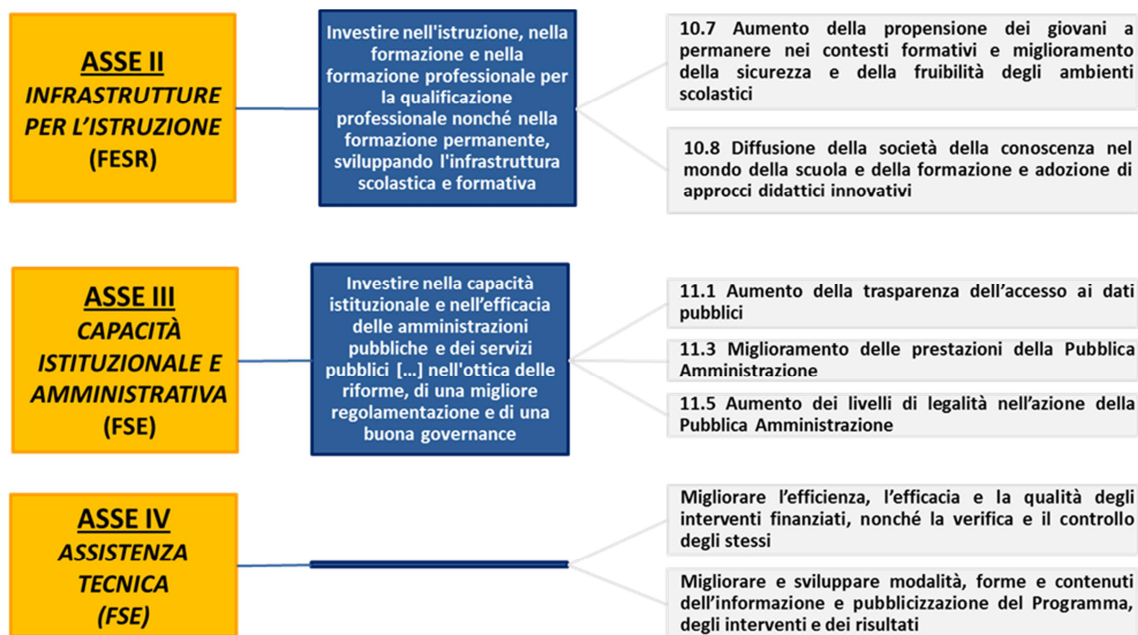 ASSE II
INFRASTRUTTURE
PER L'ISTRUZIONE
(FESR)
Investire nell'istruzione, nella
formazione e nella
formazione professionale per
la qualificazione
professionale nonché nella
formazione permanente,
sviluppando l'infrastruttura
scolastica e formativa
10.7 Aumento della propensione dei giovani a
permanere nei contesti formativi e miglioramento
della sicurezza e della fruibilità degli ambienti
scolastici
10.8 Diffusione della società della conoscenza nel
mondo della scuola e della formazione e adozione di
approcci didattici innovativi
ASSE III
CAPACITÀ
ISTITUZIONALE E
AMMINISTRATIVA
(FSE)
Investire nella capacità
istituzionale e nell’efficacia
delle amministrazioni
pubbliche e dei servizi
pubblici […] nell'ottica delle
riforme, di una migliore
regolamentazione e di una
buona governance
11.1 Aumento della trasparenza dell’accesso ai dati
pubblici
11.3 Miglioramento delle prestazioni della Pubblica
Amministrazione
11.5 Aumento dei livelli di legalità nell’azione della
Pubblica Amministrazione
ASSE IV
ASSISTENZA
TECNICA
(FSE)
Migliorare l’efficienza, l’efficacia e la qualità degli
interventi finanziati, nonché la verifica e il controllo
degli stessi
Migliorare e sviluppare modalità, forme e contenuti
dell’informazione e pubblicizzazione del Programma,
degli interventi e dei risultati